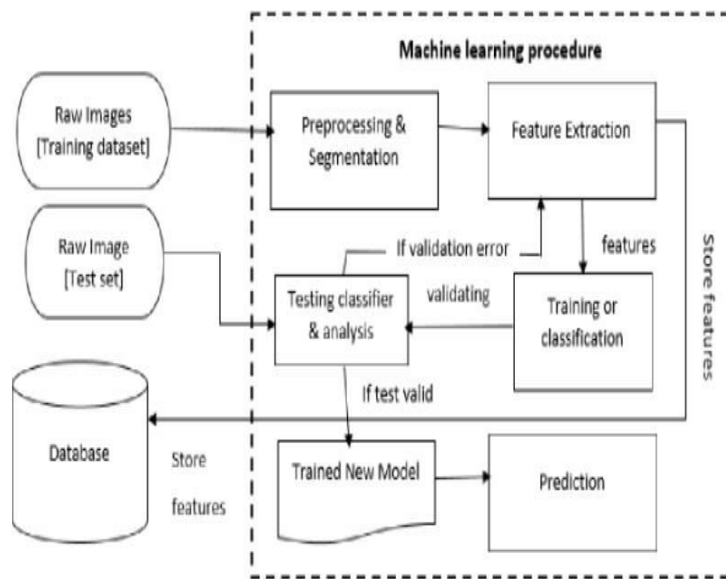 Machine learning procedure
Raw Images
[Training dataset]
Preprocessing &
Segmentation
Feature Extraction
Raw Image
[Test set]
If validation error
features
Store features
Testing classifier
& analysis
validating
Training or
classification
If test valid
Database
Store
features
Trained New Model
Prediction